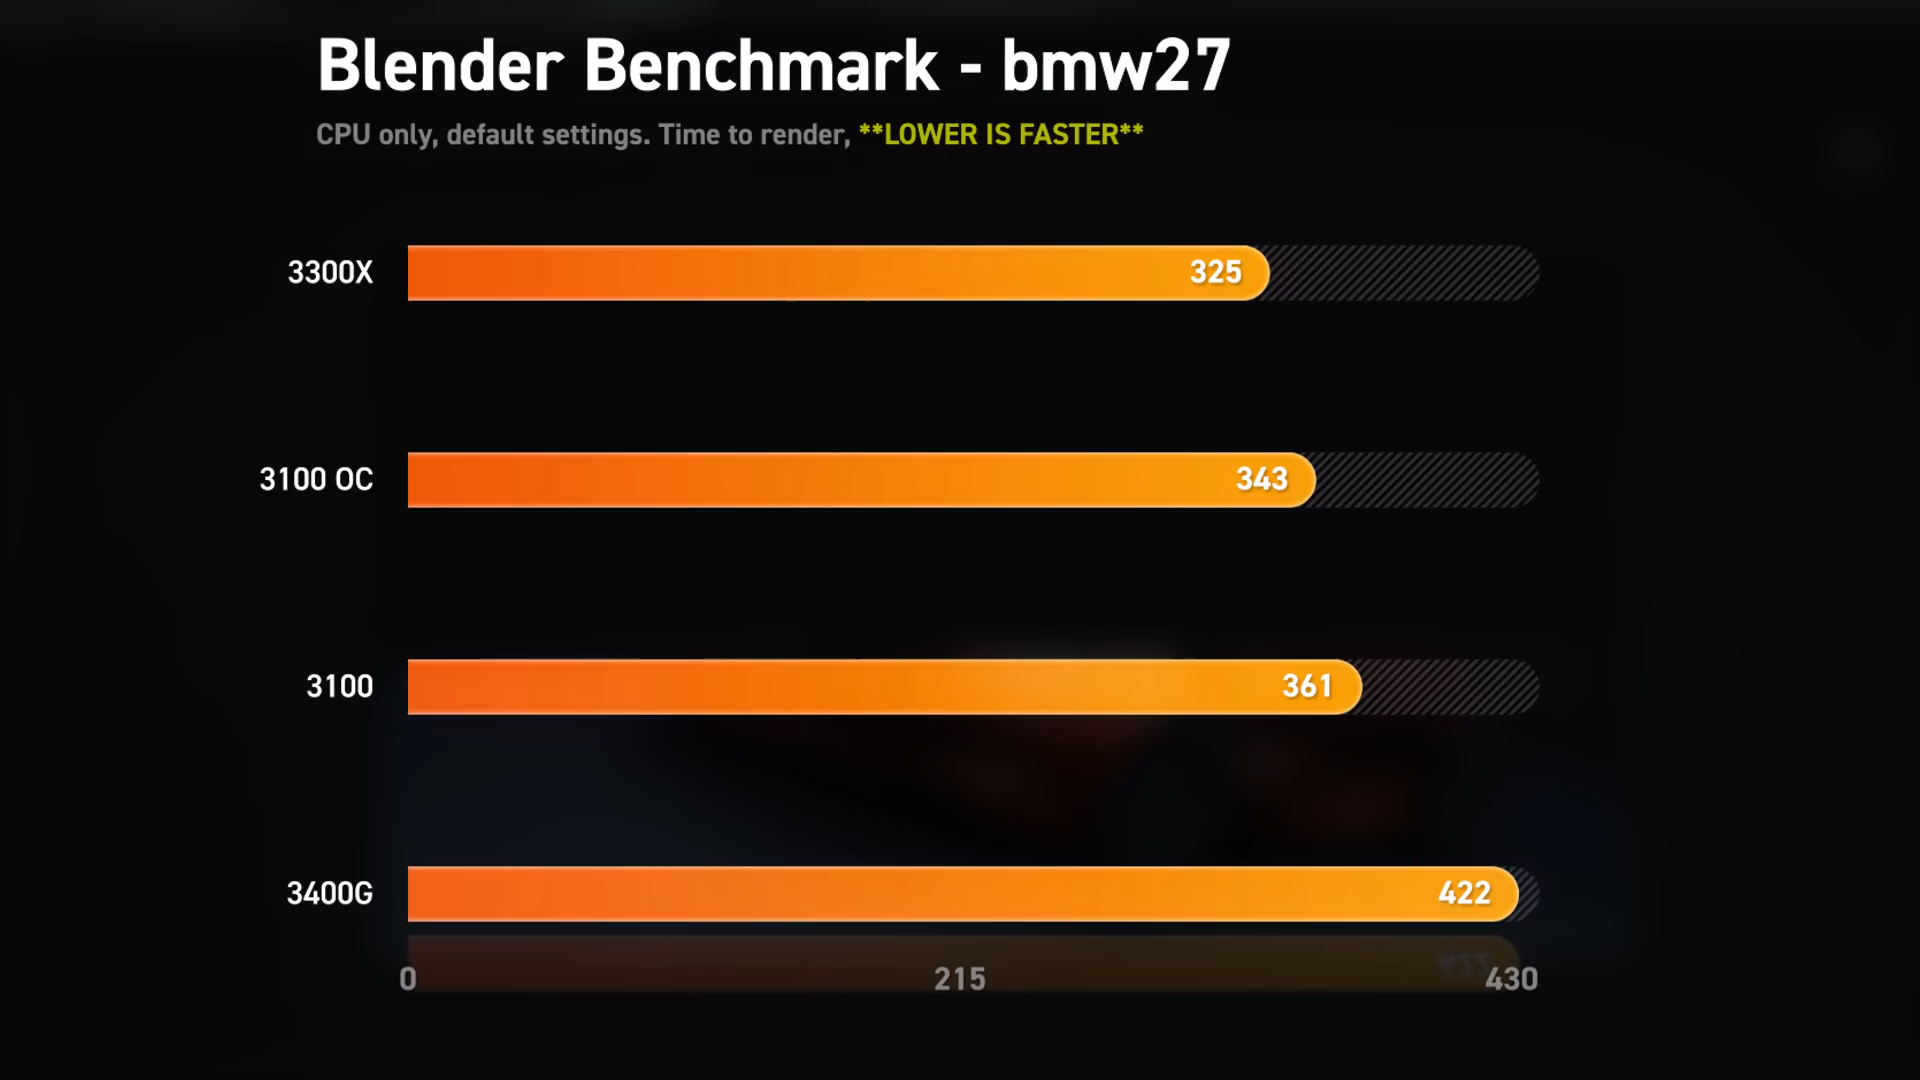 Blender Benchmark - bmw27
CPU only, default settings. Time to render, **LOWER IS FASTER**
3300X 325
3100 OC 343
3100 361
3400G 422
0 215 430